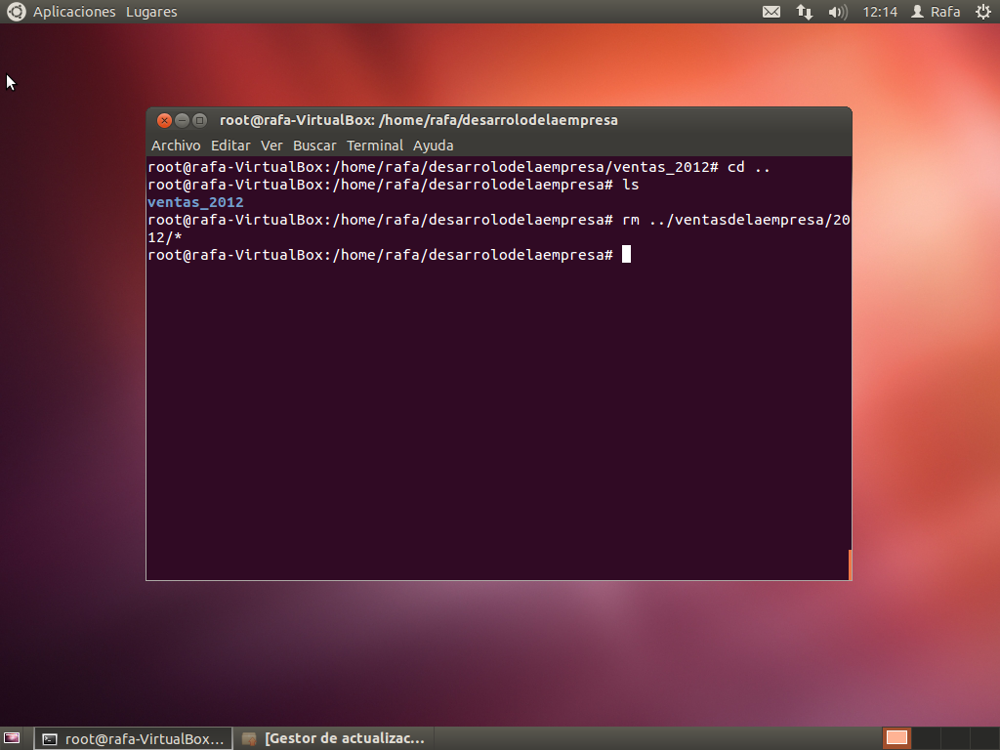 Aplicaciones Lugares 12:14 Rafa
root@rafa-VirtualBox: /home/rafa/desarrolodelaempresa
Archivo Editar Ver Buscar Terminal Ayuda
root@rafa-VirtualBox:/home/rafa/desarrolodelaempresa/ventas_2012# cd ..
root@rafa-VirtualBox:/home/rafa/desarrolodelaempresa# ls
ventas_2012
root@rafa-VirtualBox:/home/rafa/desarrolodelaempresa# rm ../ventasdelaempresa/20
12/*
root@rafa-VirtualBox:/home/rafa/desarrolodelaempresa#
root@rafa-VirtualBox... [Gestor de actualizac...